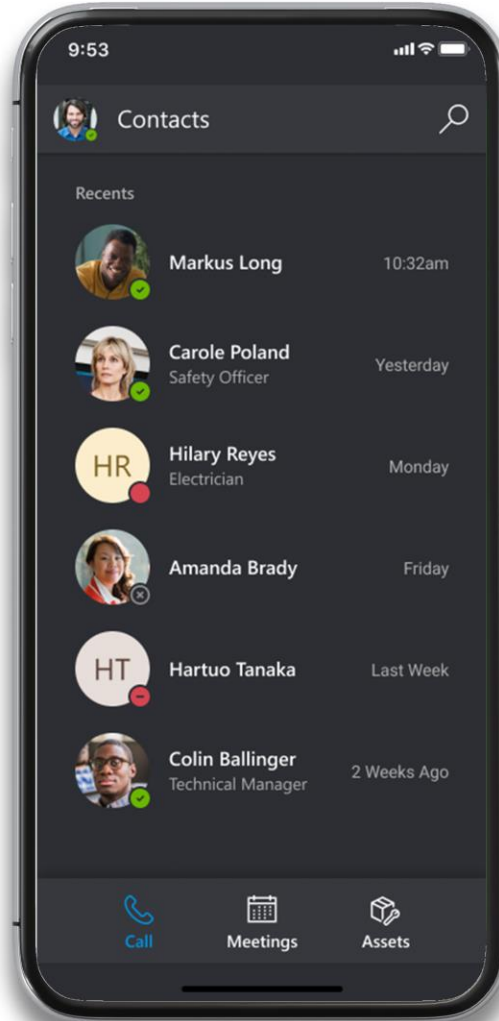 9:53
Contacts
Recents
Markus Long
10:32am
Carole Poland
Safety Officer
Yesterday
HR
Hilary Reyes
Electrician
Monday
Amanda Brady
Friday
HT
Hartuo Tanaka
Last Week
Colin Ballinger
Technical Manager
2 Weeks Ago
Call
Meetings
Assets